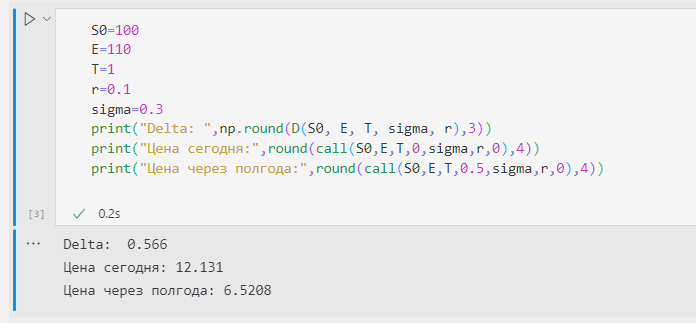 S0=100
E=110
T=1
r=0.1
sigma=0.3
print("Delta: ",np.round(D(S0, E, T, sigma, r),3))
print("Цена сегодня:",round(call(S0,E,T,0,sigma,r,0),4))
print("Цена через полгода:",round(call(S0,E,T,0.5,sigma,r,0),4))
[3] ✓ 0.2s
... Delta:  0.566
Цена сегодня: 12.131
Цена через полгода: 6.5208